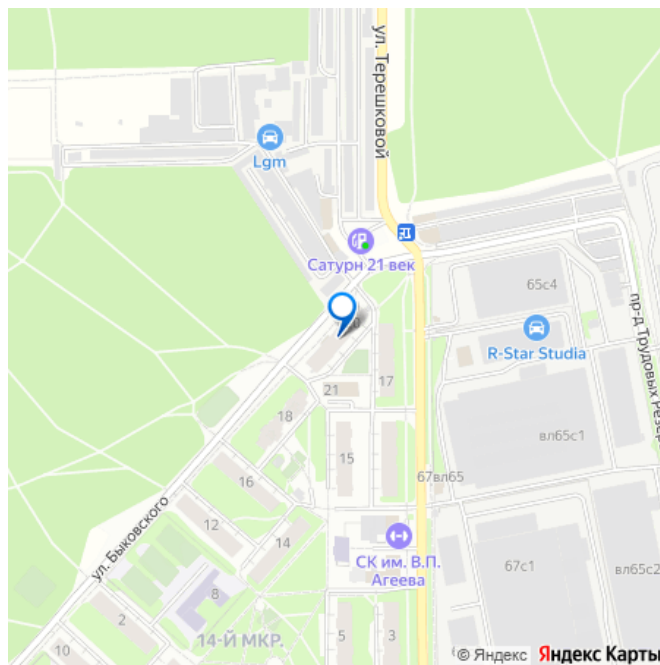 ул. Терешковой
Lgm
Сатурн 21 век
65с4
R-Star Studia
17
21
18
пр-д Трудовых Резер
вл65с1
15
16
67вл65
12
14
ул. Быковского
СК им. В.П.
Агеева
67с1
вл65с2
8
2
14-Й МКР.
5
3
10
© Яндекс Яндекс Карты